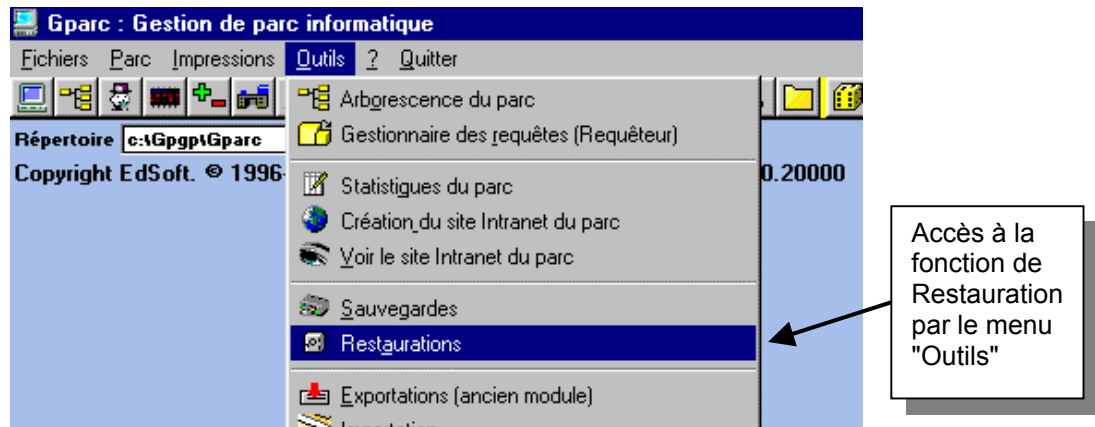 Gparc : Gestion de parc informatique
Fichiers Parc Impressions Outils ? Quitter
Arborescence du parc
Gestionnaire des requêtes (Requêteur)
Répertoire c:\Gpgp\Gparc
Copyright EdSoft. © 1996- 0.20000
Statistigues du parc
Création du site Intranet du parc
Voir le site Intranet du parc
Sauvegardes
Restaurations
Exportations (ancien module)
Importation
Accès à la
fonction de
Restauration
par le menu
"Outils"